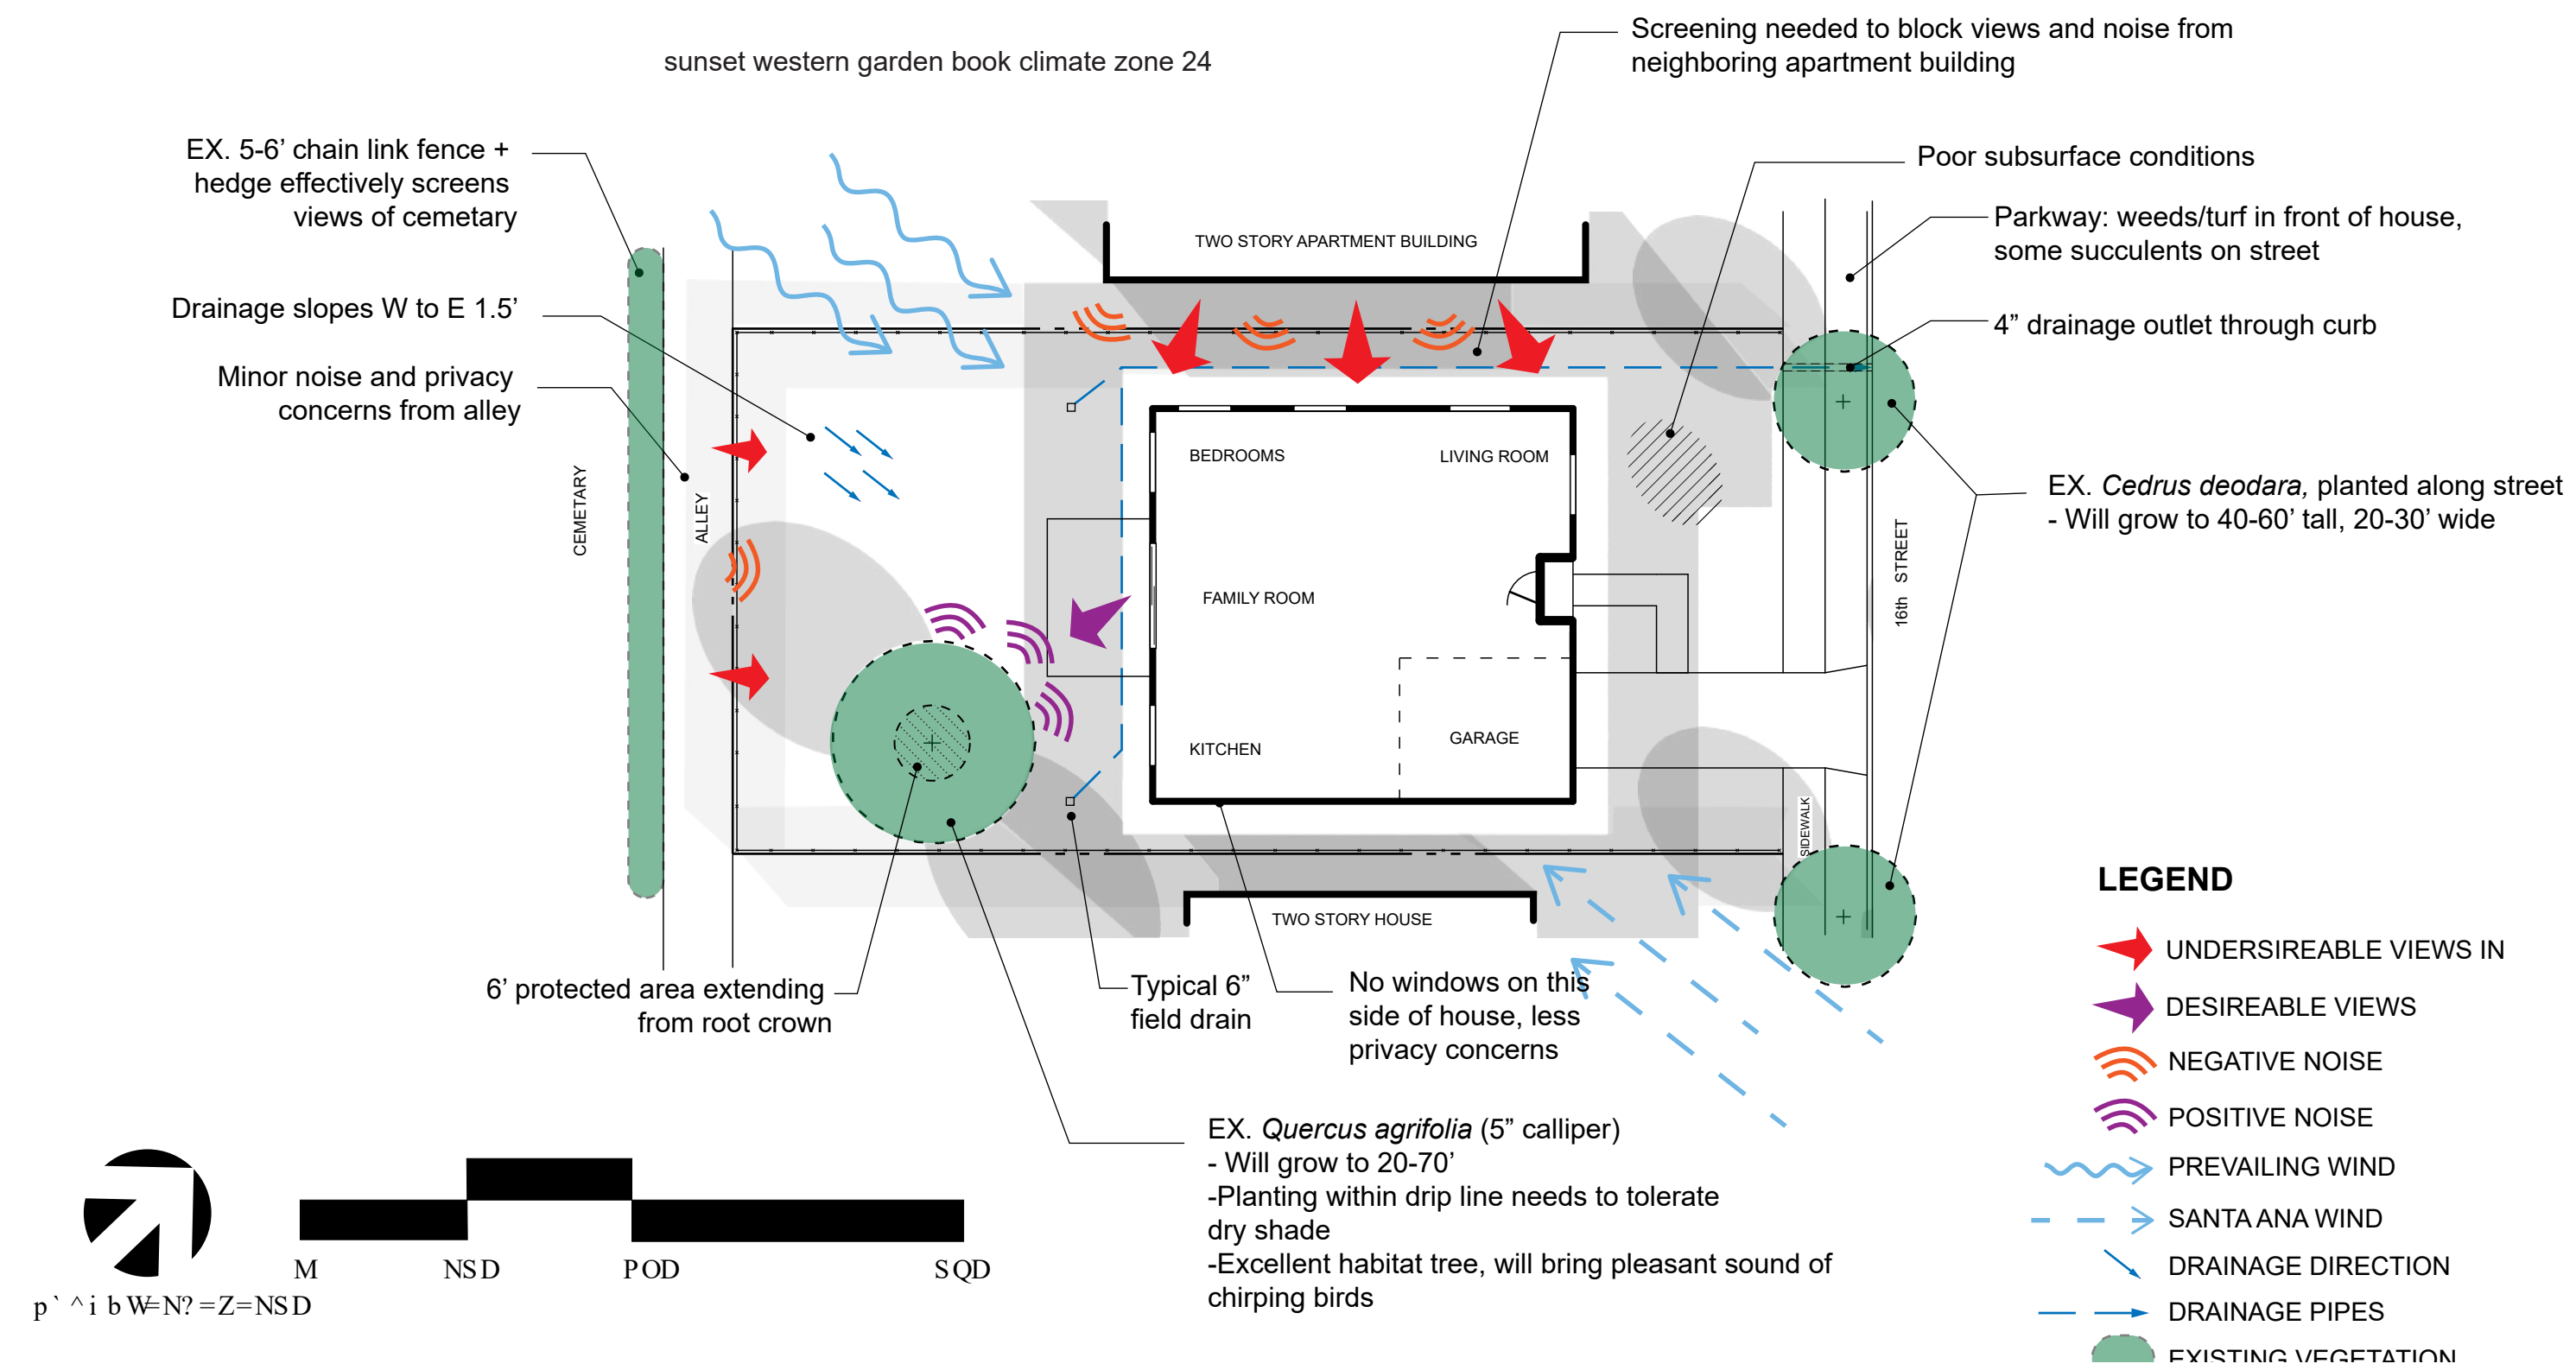 sunset western garden book climate zone 24
Screening needed to block views and noise from
neighboring apartment building
EX. 5-6’ chain link fence +
hedge effectively screens
views of cemetary
Poor subsurface conditions
Parkway: weeds/turf in front of house,
some succulents on street
TWO STORY APARTMENT BUILDING
Drainage slopes W to E 1.5’
4” drainage outlet through curb
Minor noise and privacy
concerns from alley
BEDROOMS
LIVING ROOM
CEMETARY
ALLEY
EX. Cedrus deodara, planted along street
- Will grow to 40-60’ tall, 20-30’ wide
16th STREET
FAMILY ROOM
KITCHEN
GARAGE
SIDEWALK
TWO STORY HOUSE
6’ protected area extending
from root crown
Typical 6”
field drain
No windows on this
side of house, less
privacy concerns
EX. Quercus agrifolia (5” calliper)
- Will grow to 20-70’
-Planting within drip line needs to tolerate
dry shade
-Excellent habitat tree, will bring pleasant sound of
chirping birds
LEGEND
UNDERSIREABLE VIEWS IN
DESIREABLE VIEWS
NEGATIVE NOISE
POSITIVE NOISE
PREVAILING WIND
SANTA ANA WIND
DRAINAGE DIRECTION
DRAINAGE PIPES
EXISTING VEGETATION
M NSD POD SQD
p`^ibW=N?=Z=NSD